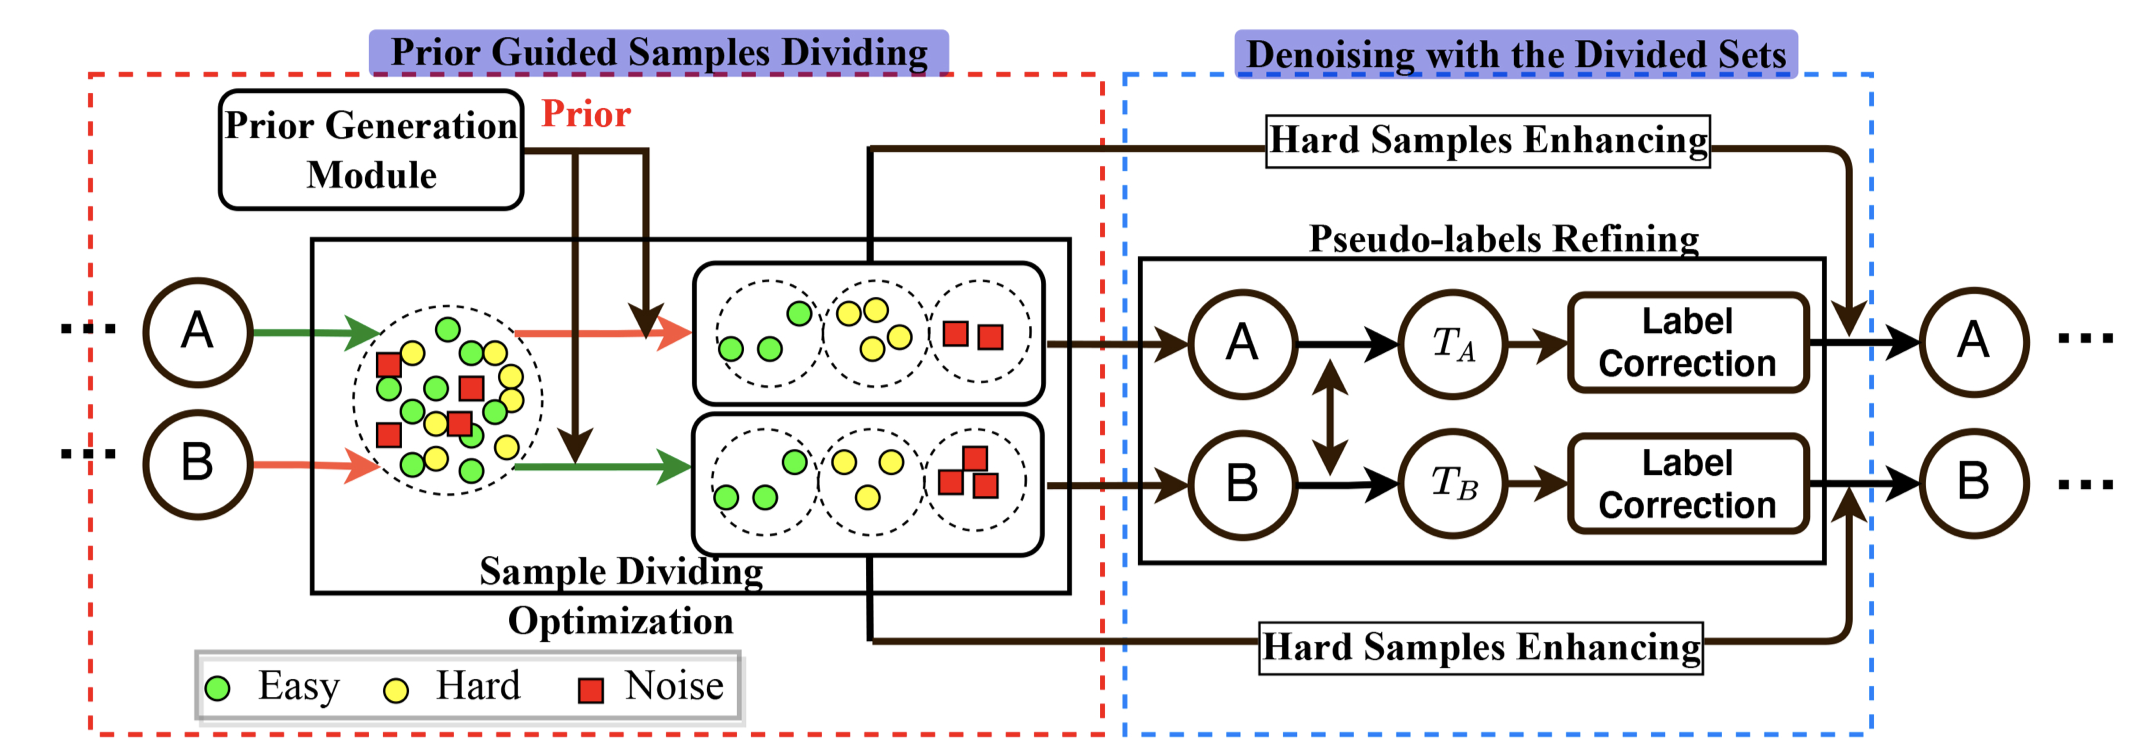 Prior Guided Samples Dividing
Denoising with the Divided Sets
Prior Generation
Module
Prior
Hard Samples Enhancing
Pseudo-labels Refining
... A
B
...
A
T_A
Label
Correction
A ...
B
T_B
Label
Correction
B ...
Sample Dividing
Optimization
Hard Samples Enhancing
Easy Hard Noise